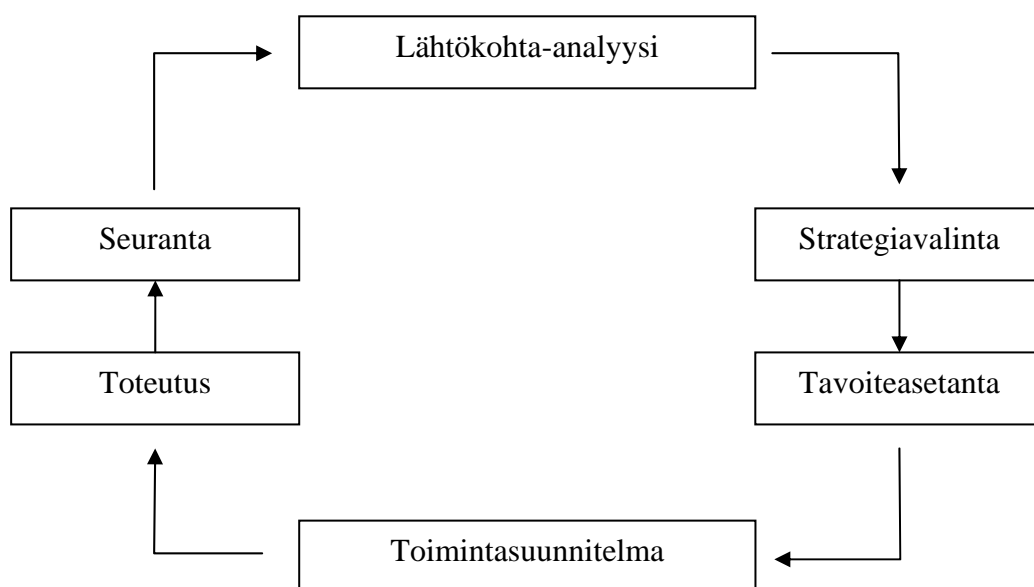 Lähtökohta-analyysi
Seuranta
Strategiavalinta
Toteutus
Tavoiteasetanta
Toimintasuunnitelma